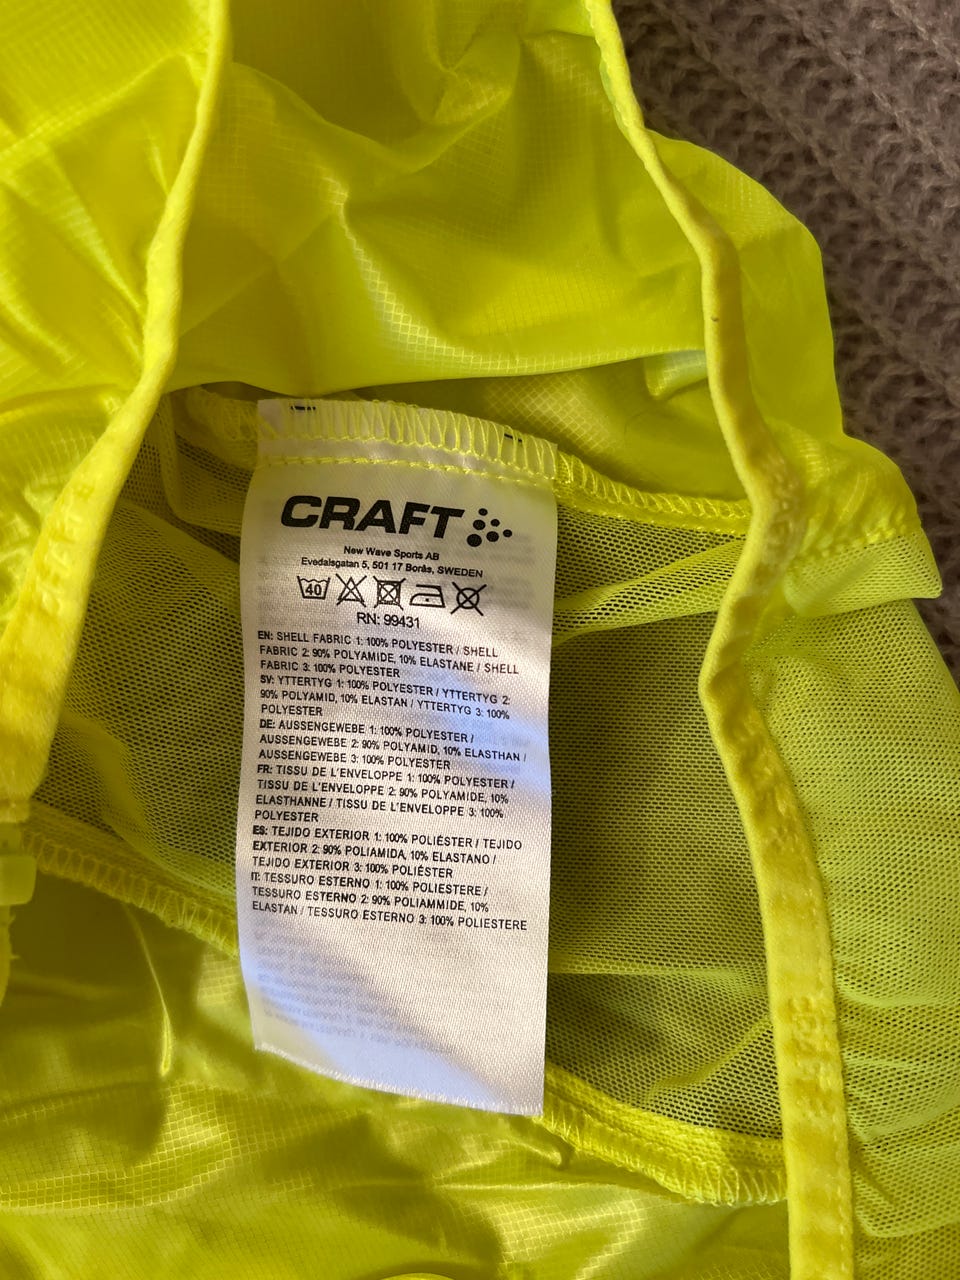 CRAFT
New Wave Sports AB
Evedalsgatan 5, 501 17 Borås, SWEDEN
40
RN: 99431
EN: SHELL FABRIC 1: 100% POLYESTER / SHELL
FABRIC 2: 90% POLYAMIDE, 10% ELASTANE / SHELL
FABRIC 3: 100% POLYESTER
SV: YTTERTYG 1: 100% POLYESTER / YTTERTYG 2:
90% POLYAMID, 10% ELASTAN / YTTERTYG 3: 100%
POLYESTER
DE: AUSSENGEWEBE 1: 100% POLYESTER /
AUSSENGEWEBE 2: 90% POLYAMID, 10% ELASTHAN /
AUSSENGEWEBE 3: 100% POLYESTER
FR: TISSU DE L'ENVELOPPE 1: 100% POLYESTER /
TISSU DE L'ENVELOPPE 2: 90% POLYAMIDE, 10%
ELASTHANNE / TISSU DE L'ENVELOPPE 3: 100%
POLYESTER
ES: TEJIDO EXTERIOR 1: 100% POLIÉSTER / TEJIDO
EXTERIOR 2: 90% POLIAMIDA, 10% ELASTANO /
TEJIDO EXTERIOR 3: 100% POLIÉSTER
IT: TESSURO ESTERNO 1: 100% POLIESTERE /
TESSURO ESTERNO 2: 90% POLIAMMIDE, 10%
ELASTAN / TESSURO ESTERNO 3: 100% POLIESTERE